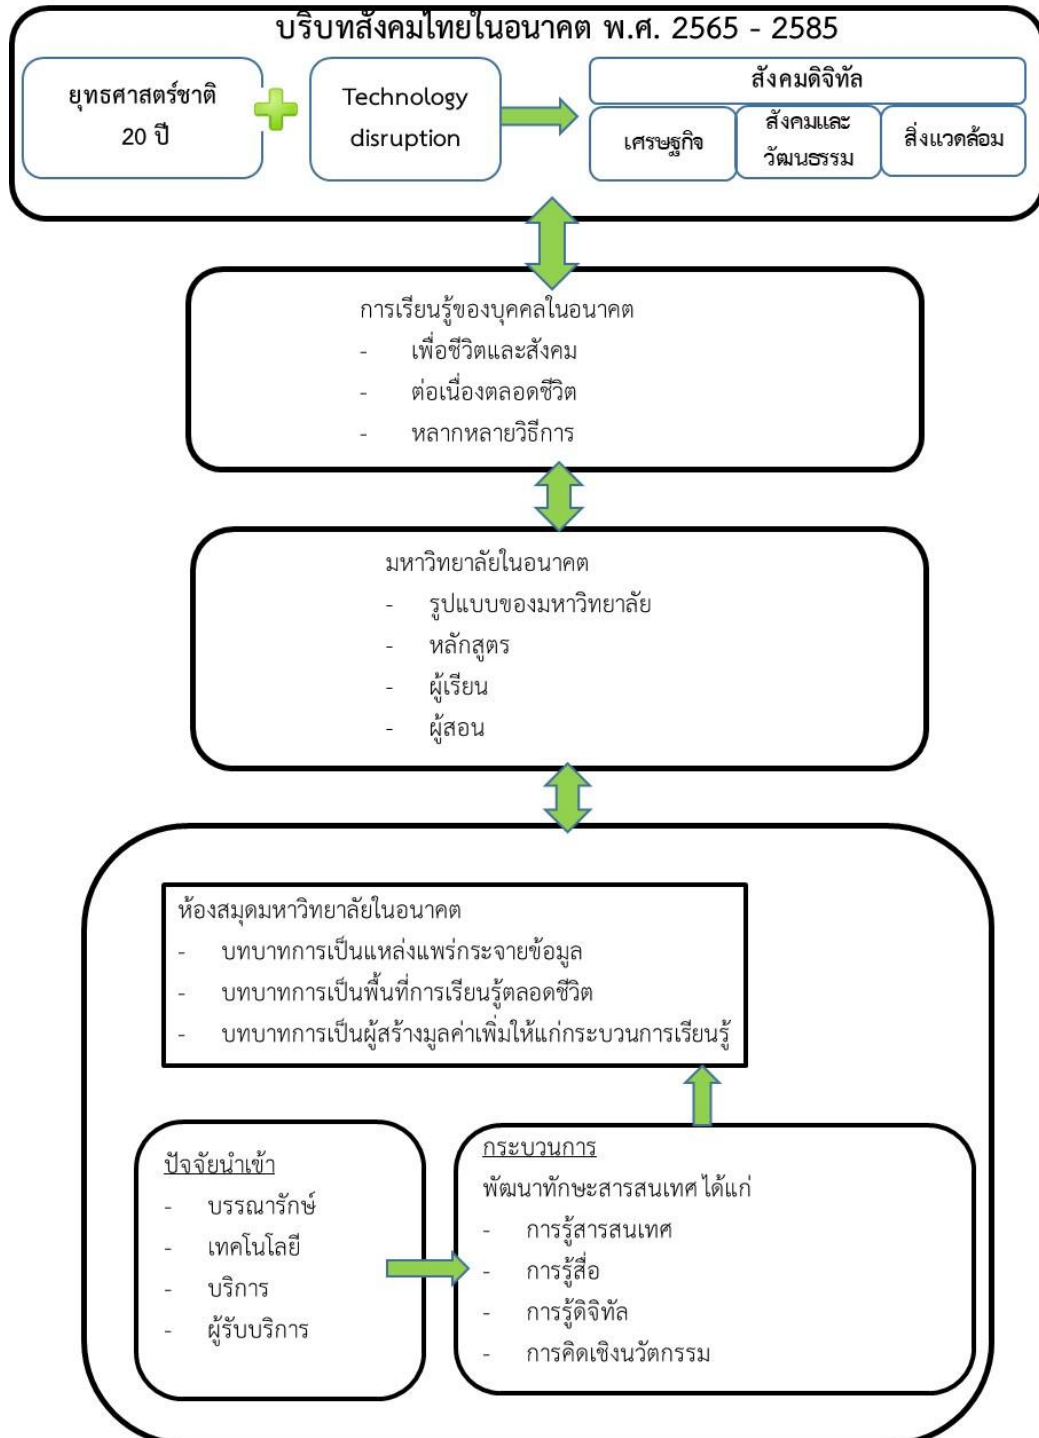 บริบทสังคมไทยในอนาคต พ.ศ. 2565 - 2585
ยุทธศาสตร์ชาติ
20 ปี
Technology
disruption
สังคมดิจิทัล
เศรษฐกิจ
สังคมและ
วัฒนธรรม
สิ่งแวดล้อม
การเรียนรู้ของบุคคลในอนาคต
- เพื่อชีวิตและสังคม
- ต่อเนื่องตลอดชีวิต
- หลากหลายวิธีการ
มหาวิทยาลัยในอนาคต
- รูปแบบของมหาวิทยาลัย
- หลักสูตร
- ผู้เรียน
- ผู้สอน
ห้องสมุดมหาวิทยาลัยในอนาคต
- บทบาทการเป็นแหล่งแพร่กระจายข้อมูล
- บทบาทการเป็นพื้นที่การเรียนรู้ตลอดชีวิต
- บทบาทการเป็นผู้สร้างมูลค่าเพิ่มให้แก่กระบวนการเรียนรู้
ปัจจัยนำเข้า
- บรรณารักษ์
- เทคโนโลยี
- บริการ
- ผู้รับบริการ
กระบวนการ
พัฒนาทักษะสารสนเทศ ได้แก่
- การรู้สารสนเทศ
- การรู้สื่อ
- การรู้ดิจิทัล
- การคิดเชิงนวัตกรรม